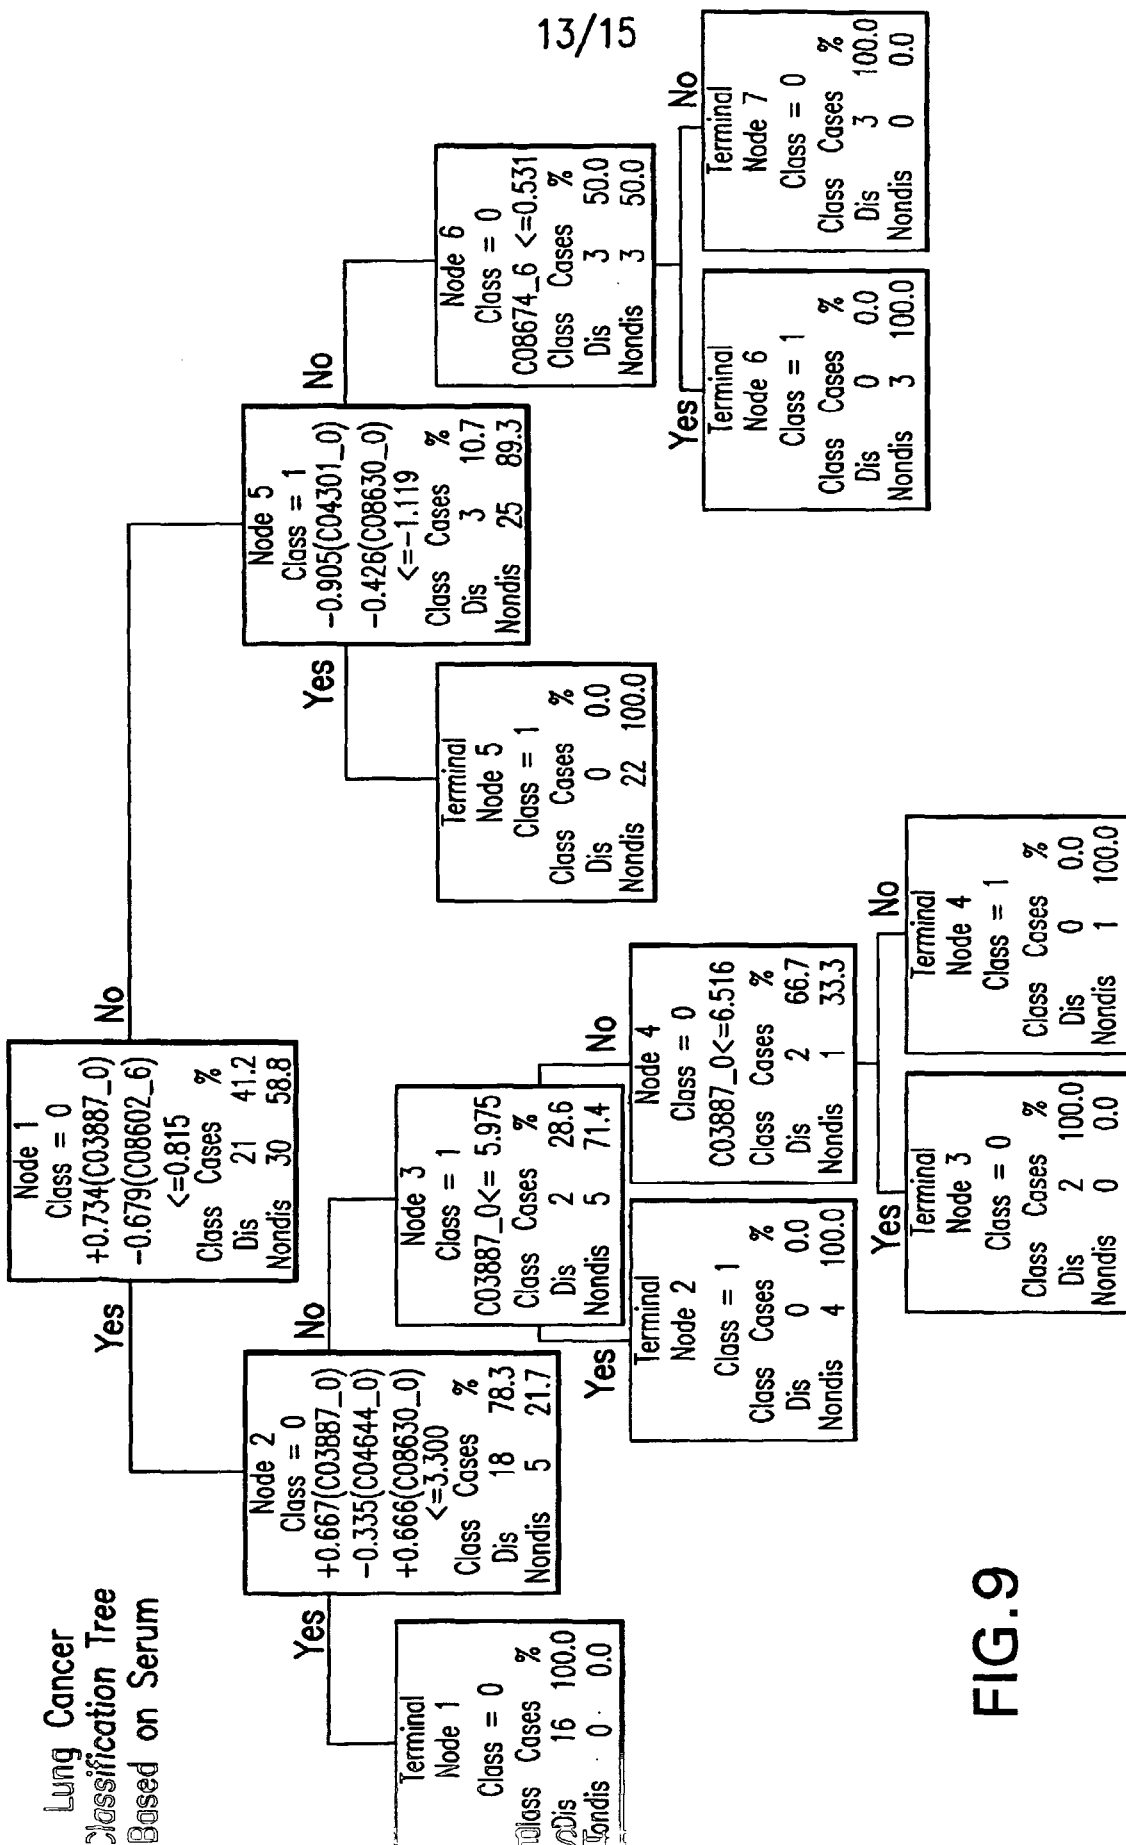 13/15
Lung Cancer
Classification Tree
Based on Serum
Node 1
Class = 0
+0.734(C03887_0)
-0.679(C08602_6)
<=0.815
Class Cases %
Dis 21 41.2
Nondis 30 58.8
Yes
No
Node 2
Class = 0
+0.667(C03887_0)
-0.335(C04644_0)
+0.666(C08630_0)
<=3.300
Class Cases %
Dis 18 78.3
Nondis 5 21.7
Yes
No
Node 5
Class = 1
-0.905(C04301_0)
-0.426(C08630_0)
<=-1.119
Class Cases %
Dis 3 10.7
Nondis 25 89.3
Yes
No
Terminal
Node 1
Class = 0
Class Cases %
Dis 16 100.0
Nondis 0 0.0
Node 3
Class = 1
C03887_0<= 5.975
Class Cases %
Dis 2 28.6
Nondis 5 71.4
Yes
No
Terminal
Node 5
Class = 1
Class Cases %
Dis 0 0.0
Nondis 22 100.0
Node 6
Class = 0
C08674_6 <=0.531
Class Cases %
Dis 3 50.0
Nondis 3 50.0
Yes
No
Terminal
Node 2
Class = 1
Class Cases %
Dis 0 0.0
Nondis 4 100.0
Node 4
Class = 0
C03887_0<=6.516
Class Cases %
Dis 2 66.7
Nondis 1 33.3
Yes
No
Terminal
Node 6
Class = 1
Class Cases %
Dis 0 0.0
Nondis 3 100.0
Terminal
Node 7
Class = 0
Class Cases %
Dis 3 100.0
Nondis 0 0.0
Terminal
Node 3
Class = 0
Class Cases %
Dis 2 100.0
Nondis 0 0.0
Terminal
Node 4
Class = 1
Class Cases %
Dis 0 0.0
Nondis 1 100.0
FIG.9